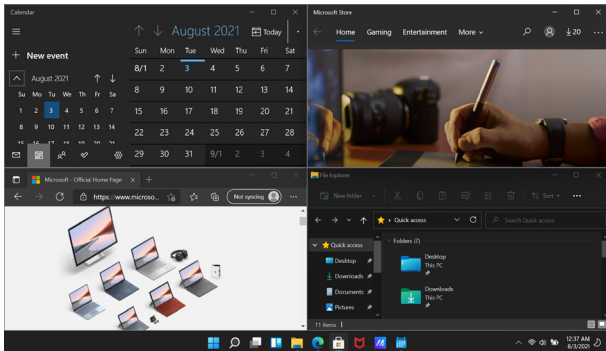 Calendar
August 2021
Today
New event
Sun Mon Tue Wed Thu Fri Sat
8/1 2 3 4 5 6 7
8 9 10 11 12 13 14
15 16 17 18 19 20 21
22 23 24 25 26 27 28
29 30 31 9/1 2 3 4
August 2021
Su Mo Tu We Th Fr Sa
1 2 3 4 5 6 7
8 9 10 11 12 13 14
Microsoft Store
Home Gaming Entertainment More
20
Microsoft - Official Home Page
https://www.microso...
Not syncing
File Explorer
New folder
Sort
Quick access
Search Quick access
Quick access
Desktop
Downloads
Documents
Pictures
Folders (7)
Desktop
This PC
Downloads
This PC
11 items
12:37 AM
8/3/2021